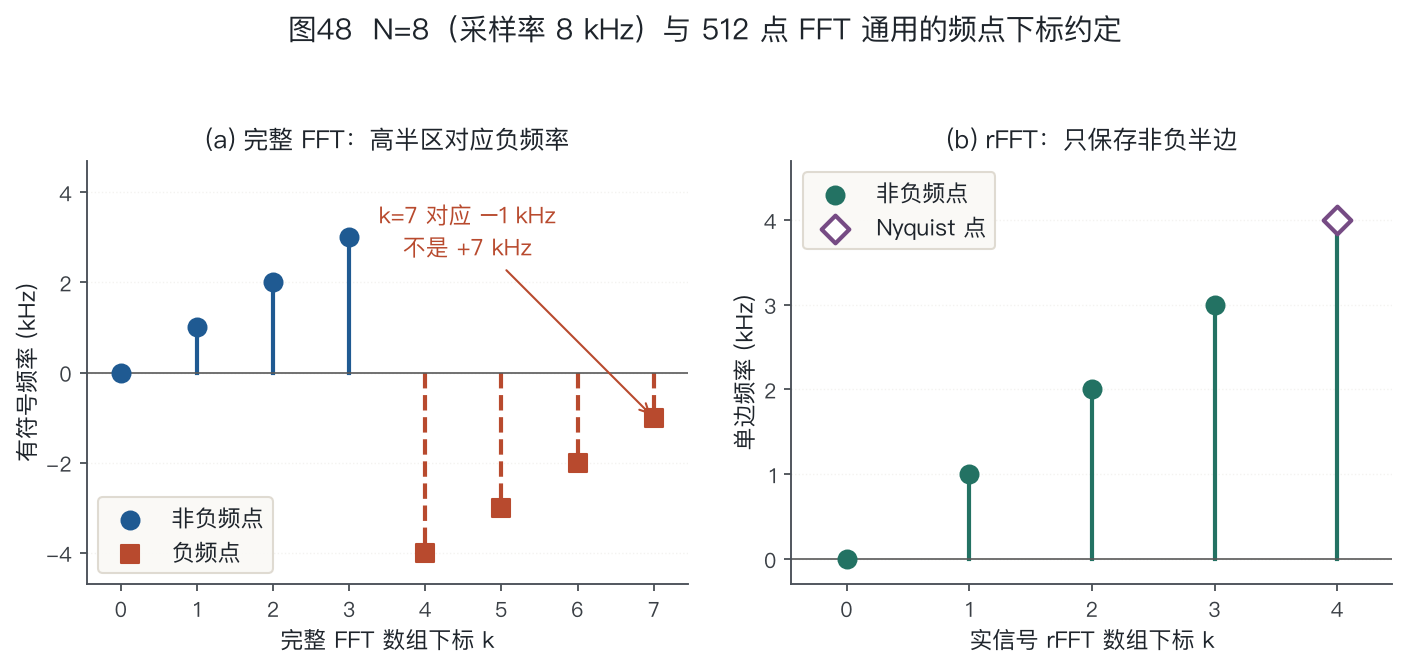 图48 N=8（采样率 8 kHz）与 512 点 FFT 通用的频点下标约定
(a) 完整 FFT：高半区对应负频率
有符号频率 (kHz)
4
2
0
−2
−4
k=7 对应 −1 kHz
不是 +7 kHz
非负频点
负频点
0 1 2 3 4 5 6 7
完整 FFT 数组下标 k
(b) rFFT：只保存非负半边
单边频率 (kHz)
4
3
2
1
0
非负频点
Nyquist 点
0 1 2 3 4
实信号 rFFT 数组下标 k